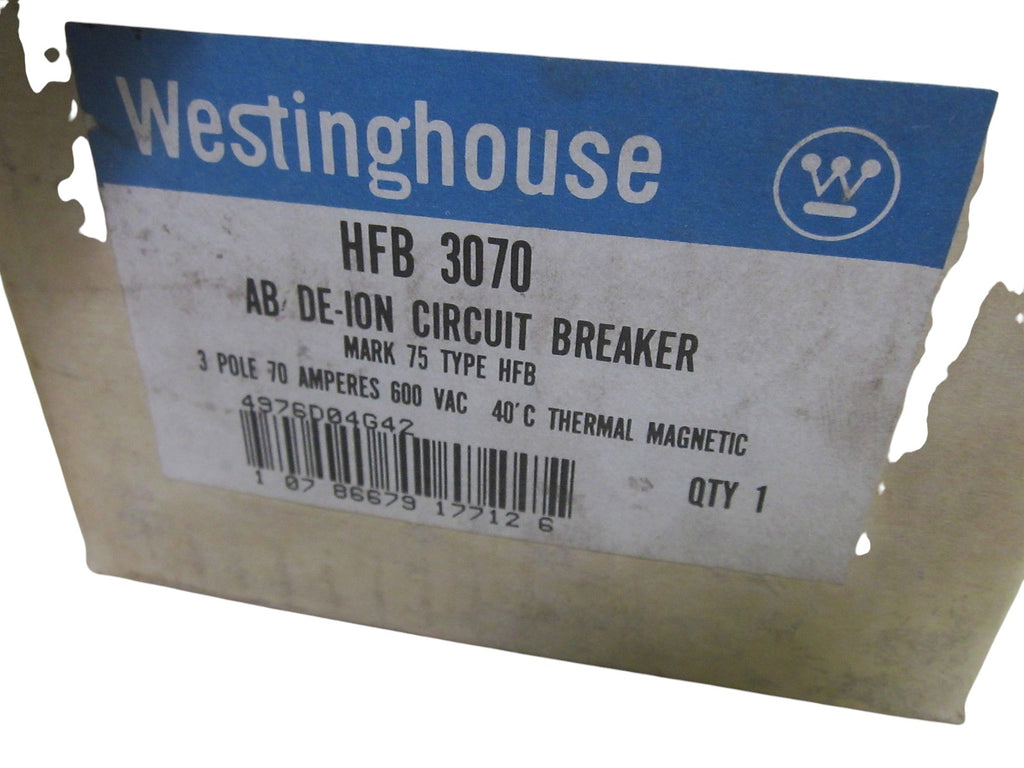 Westinghouse
HFB 3070
AB DE-ION CIRCUIT BREAKER
MARK 75 TYPE HFB
3 POLE 70 AMPERES 600 VAC 40°C THERMAL MAGNETIC
4976D04G42
1 07 86679 17712 6
QTY 1